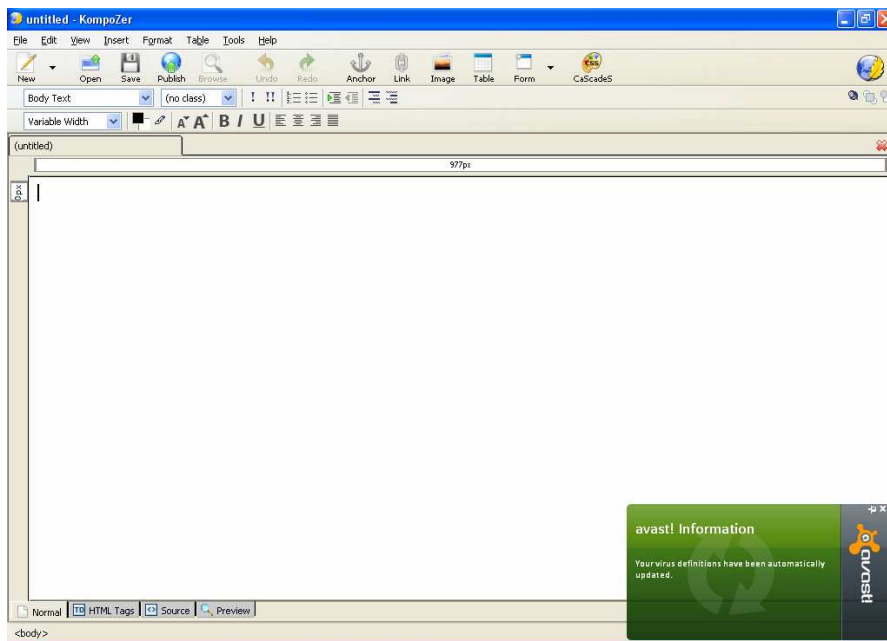 untitled - KompoZer
File Edit View Insert Format Table Tools Help
New Open Save Publish Browse Undo Redo Anchor Link Image Table Form CSS CaScadeS
Body Text (no class) ! !!
Variable Width A A B I U
(untitled)
977px
0px
avast! Information
Your virus definitions have been automatically
updated.
avast!
Normal TD HTML Tags Source Preview
<body>